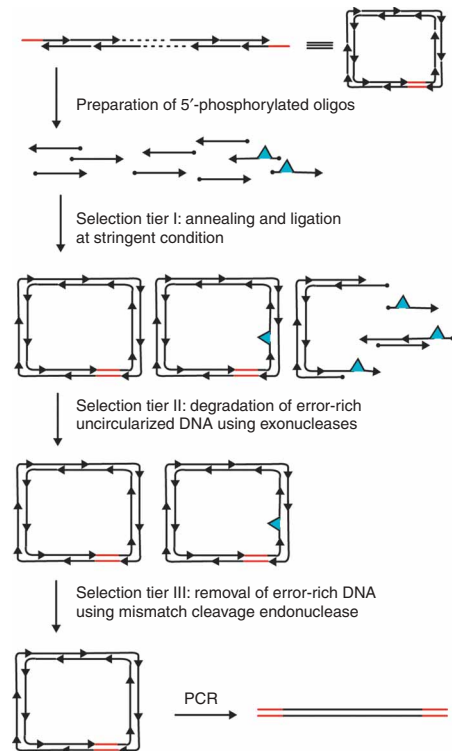 Preparation of 5′-phosphorylated oligos
Selection tier I: annealing and ligation
at stringent condition
Selection tier II: degradation of error-rich
uncircularized DNA using exonucleases
Selection tier III: removal of error-rich DNA
using mismatch cleavage endonuclease
PCR